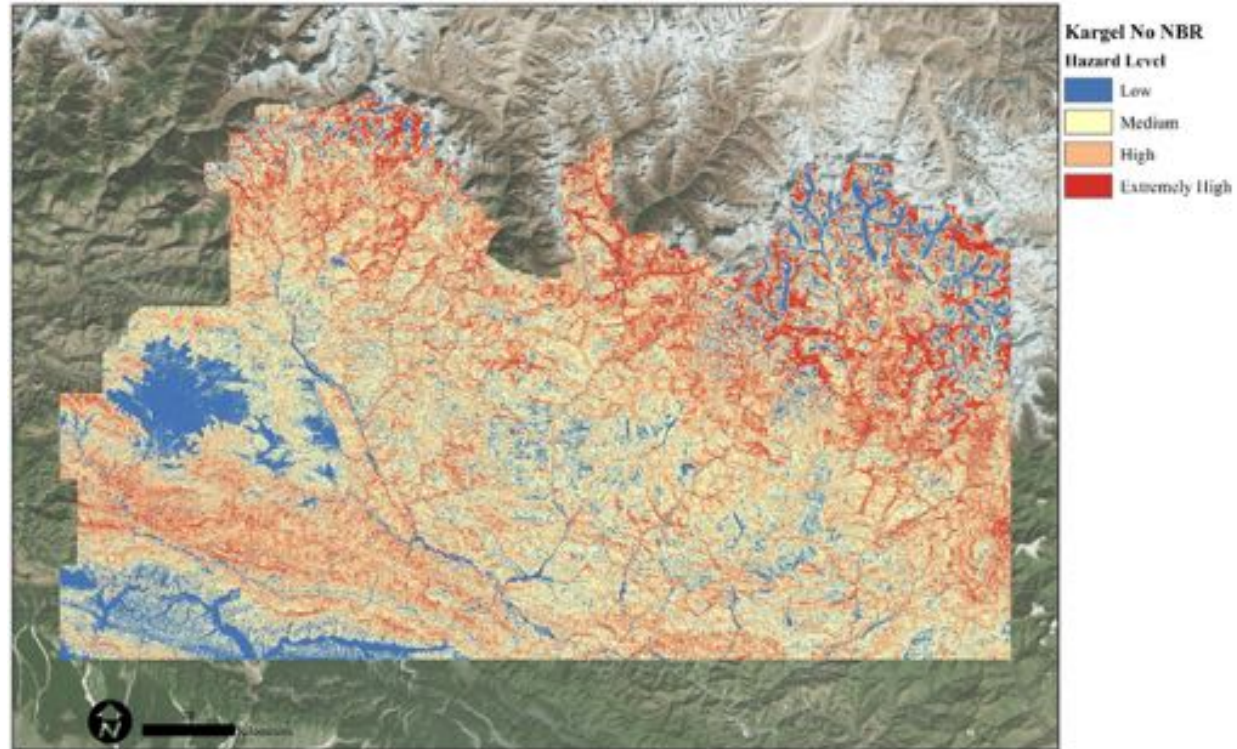 Kargel No NBR
Hazard Level
Low
Medium
High
Extremely High
N